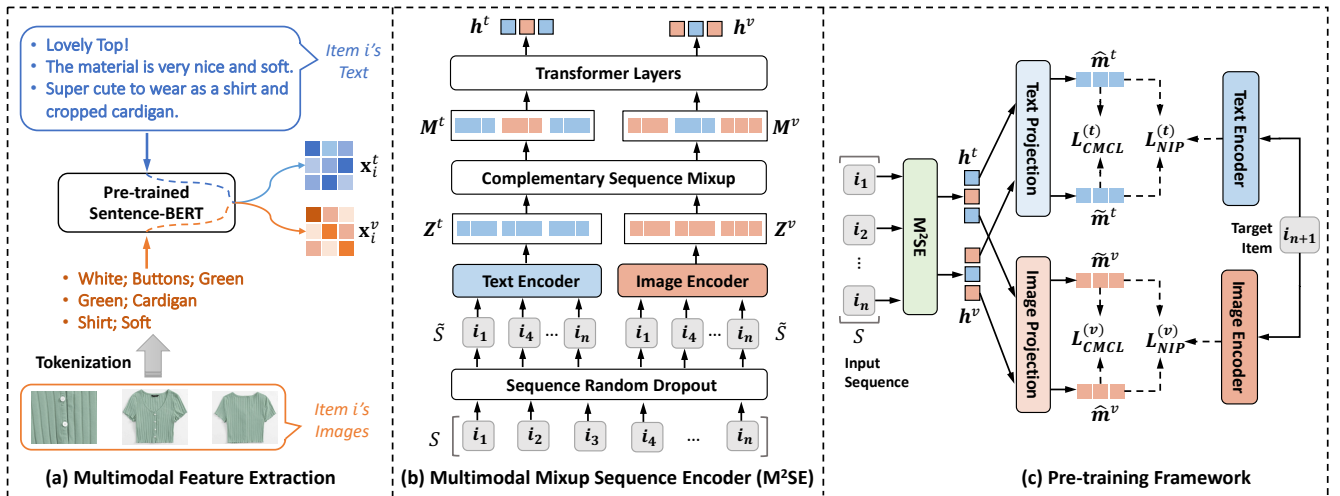 • Lovely Top!
• The material is very nice and soft.
• Super cute to wear as a shirt and
cropped cardigan.
Item i's
Text
Pre-trained
Sentence-BERT
x_i^t
x_i^v
• White; Buttons; Green
• Green; Cardigan
• Shirt; Soft
Tokenization
Item i's
Images
(a) Multimodal Feature Extraction
h^t
h^v
Transformer Layers
M^t
M^v
Complementary Sequence Mixup
Z^t
Z^v
Text Encoder
Image Encoder
S̃ i_1 i_4 ... i_n i_1 i_4 ... i_n S̃
Sequence Random Dropout
S i_1 i_2 i_3 i_4 ... i_n
(b) Multimodal Mixup Sequence Encoder (M²SE)
i_1
i_2
...
i_n
S
Input
Sequence
M²SE
h^t
h^v
Text Projection
Image Projection
m̂^t
L_CMCL^(t)
L_NIP^(t)
m̃^t
m̃^v
L_CMCL^(v)
L_NIP^(v)
m̂^v
Text Encoder
Target
Item
i_n+1
Image Encoder
(c) Pre-training Framework